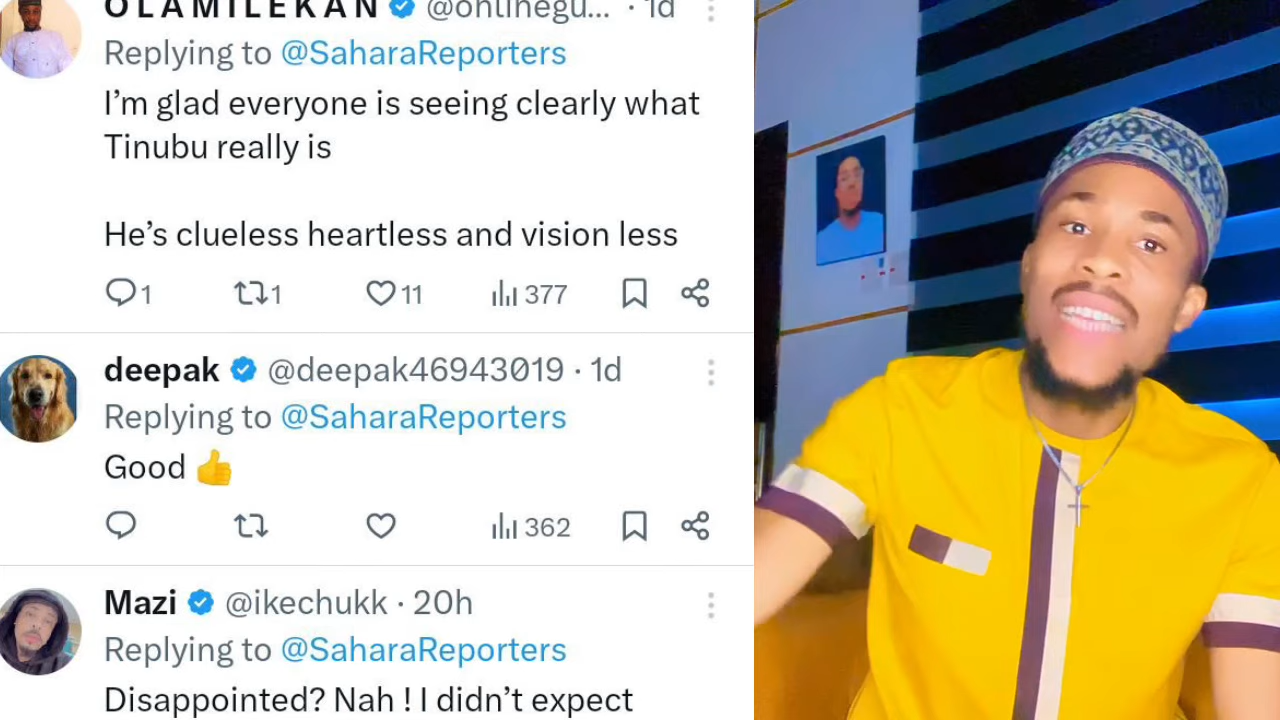 OLAMILEKAN @onlinegu... · 1d
Replying to @SaharaReporters
I’m glad everyone is seeing clearly what
Tinubu really is
He’s clueless heartless and vision less
1 1 11 377
deepak @deepak46943019 · 1d
Replying to @SaharaReporters
Good 👍
362
Mazi @ikechukk · 20h
Replying to @SaharaReporters
Disappointed? Nah ! I didn’t expect